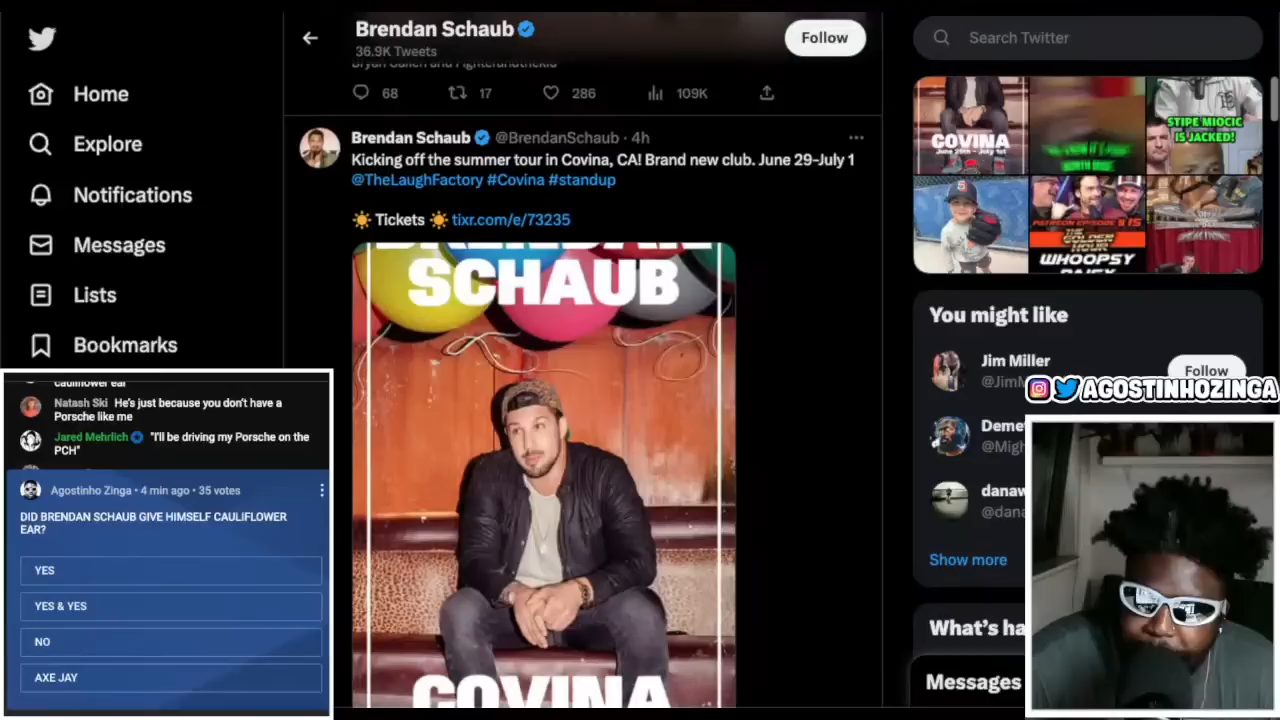 Home
Explore
Notifications
Messages
Lists
Bookmarks
Brendan Schaub
36.9K Tweets
Follow
68
17
286
109K
Brendan Schaub @BrendanSchaub · 4h
Kicking off the summer tour in Covina, CA! Brand new club. June 29-July 1
@TheLaughFactory #Covina #standup
☀️ Tickets ☀️ tixr.com/e/73235
SCHAUB
COVINA
Search Twitter
COVINA
STIPE MIOCIC
IS JACKED!
THE
GOLDEN
HOUR
WHOOPSY
You might like
Jim Miller
@JimM
Follow
AGOSTINHOZINGA
Deme
@Migh
danaw
@dana
Show more
What's ha
Messages
cauliflower ear
Natash Ski He's just because you don't have a
Porsche like me
Jared Mehrlich "I'll be driving my Porsche on the
PCH"
Agostinho Zinga · 4 min ago · 35 votes
DID BRENDAN SCHAUB GIVE HIMSELF CAULIFLOWER
EAR?
YES
YES & YES
NO
AXE JAY